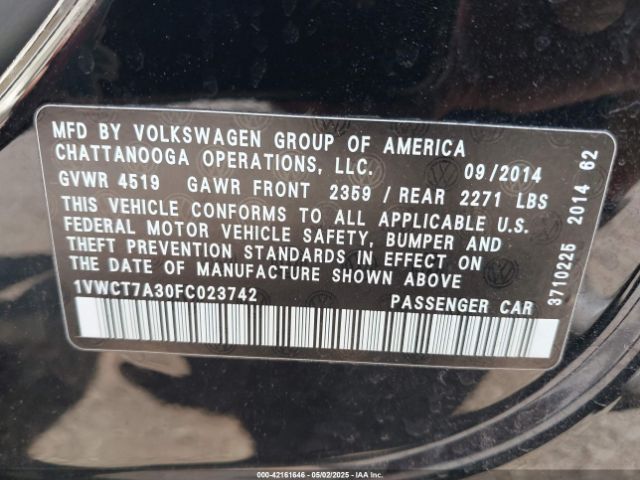 MFD BY VOLKSWAGEN GROUP OF AMERICA
CHATTANOOGA OPERATIONS, LLC. 09/2014
GVWR 4519 GAWR FRONT 2359 / REAR 2271 LBS
THIS VEHICLE CONFORMS TO ALL APPLICABLE U.S.
FEDERAL MOTOR VEHICLE SAFETY, BUMPER AND
THEFT PREVENTION STANDARDS IN EFFECT ON
THE DATE OF MANUFACTURE SHOWN ABOVE
1VWCT7A30FC023742 PASSENGER CAR
3710225 2014 62
000-42161646 - 05/02/2025 - IAA Inc.